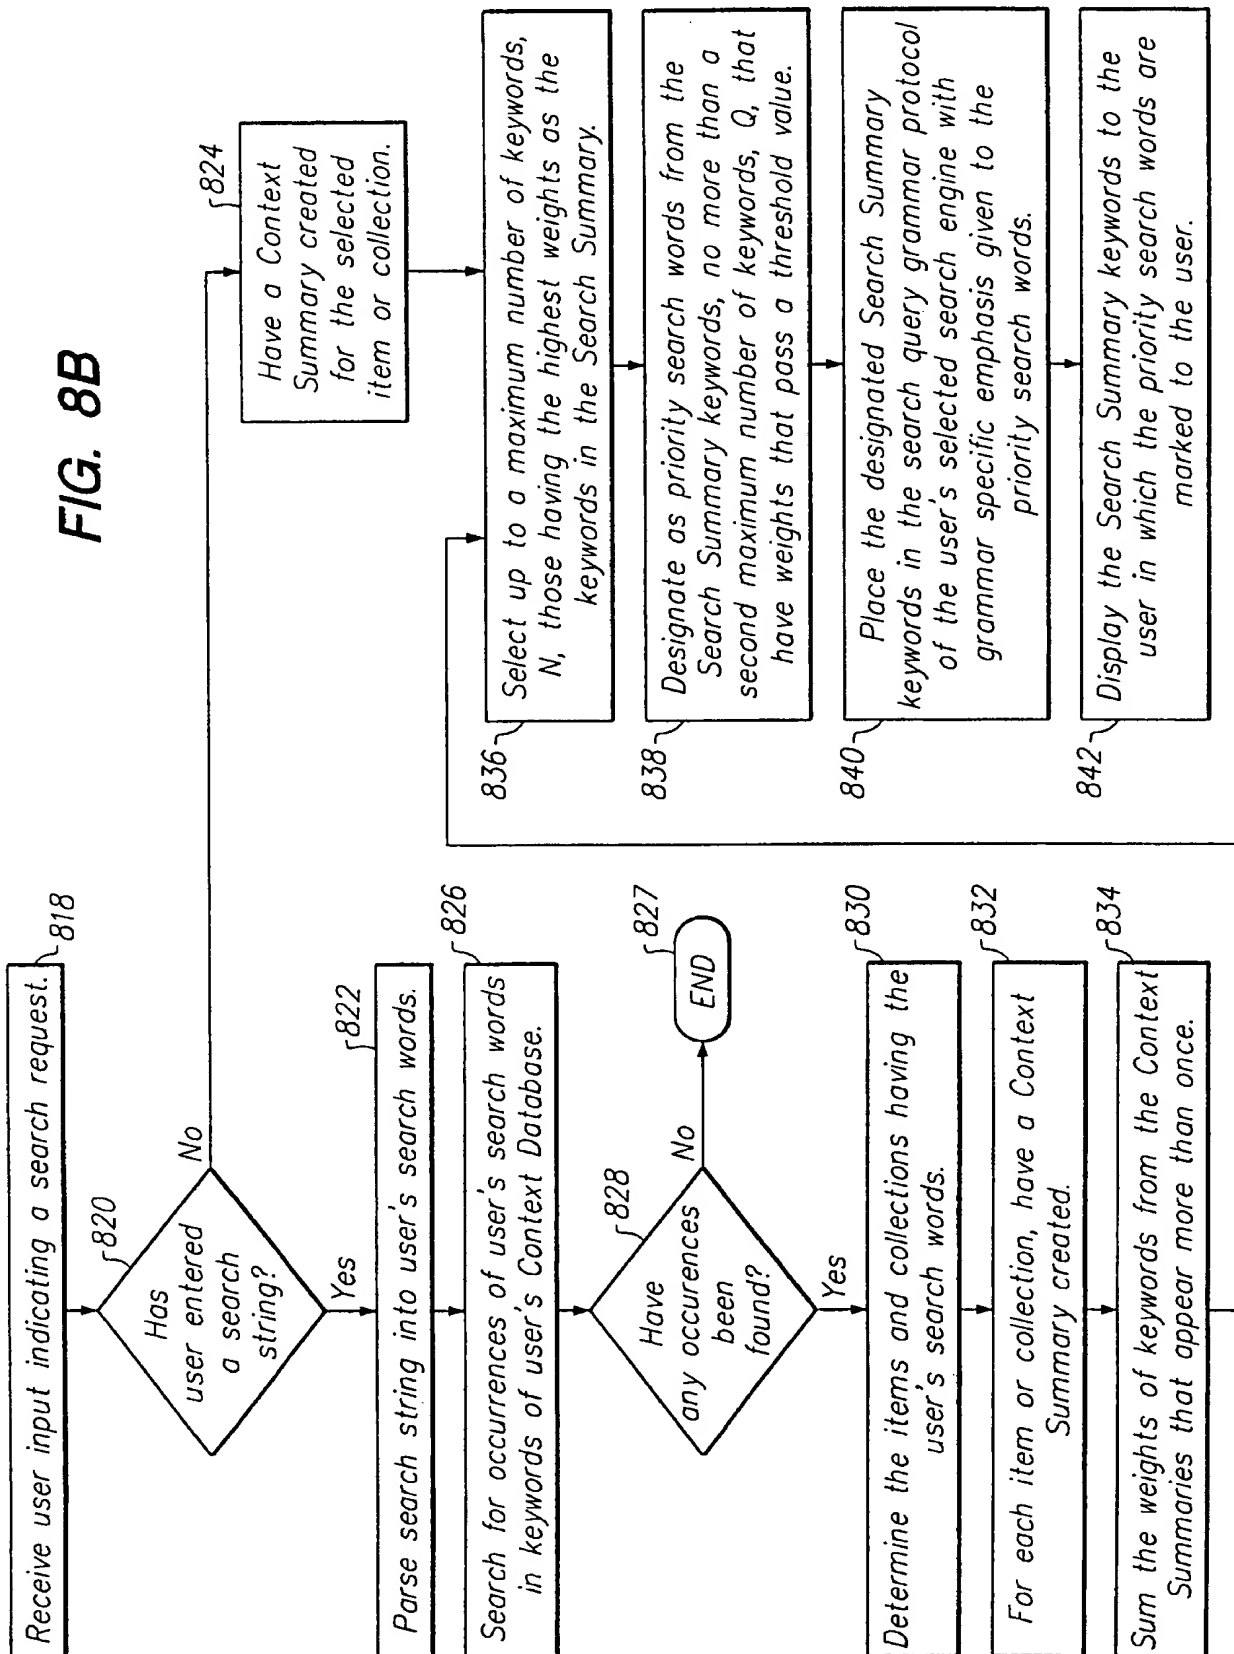 FIG. 8B
Receive user input indicating a search request.
818
820
Has
user entered
a search
string?
No
Yes
822
Parse search string into user's search words.
826
Search for occurrences of user's search words
in keywords of user's Context Database.
828
Have
any occurences
been
found?
No
827
END
Yes
830
Determine the items and collections having the
user's search words.
832
For each item or collection, have a Context
Summary created.
834
Sum the weights of keywords from the Context
Summaries that appear more than once.
824
Have a Context
Summary created
for the selected
item or collection.
836
Select up to a maximum number of keywords,
N, those having the highest weights as the
keywords in the Search Summary.
838
Designate as priority search words from the
Search Summary keywords, no more than a
second maximum number of keywords, Q, that
have weights that pass a threshold value.
840
Place the designated Search Summary
keywords in the search query grammar protocol
of the user's selected search engine with
grammar specific emphasis given to the
priority search words.
842
Display the Search Summary keywords to the
user in which the priority search words are
marked to the user.